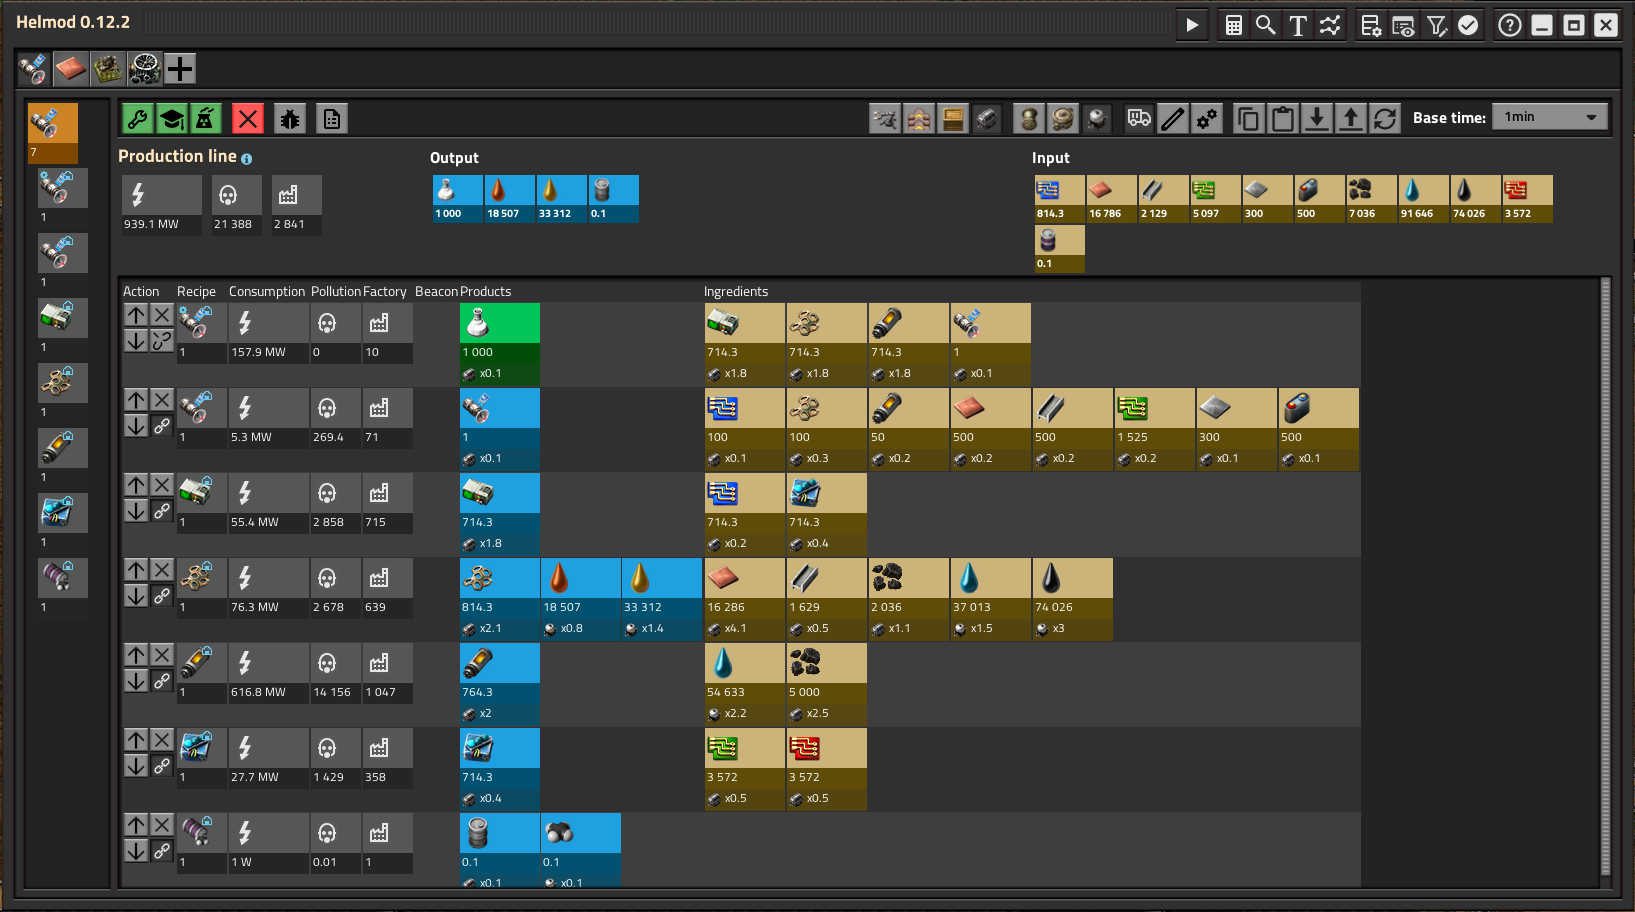 Helmod 0.12.2
Base time: 1min
7
Production line
Output
Input
939.1 MW 21 388 2 841
1 000 18 507 33 312 0.1
814.3 16 786 2 129 5 097 300 500 7 036 91 646 74 026 3 572
0.1
1
1
1
1
1
1
1
Action Recipe Consumption Pollution Factory Beacon Products Ingredients
1 157.9 MW 0 10 1 000 714.3 714.3 714.3 1
x0.1 x1.8 x1.8 x1.8 x0.1
1 5.3 MW 269.4 71 1 100 100 50 500 500 1 525 300 500
x0.1 x0.1 x0.3 x0.2 x0.2 x0.2 x0.2 x0.1 x0.1
1 55.4 MW 2 858 715 714.3 714.3 714.3
x1.8 x0.2 x0.4
1 76.3 MW 2 678 639 814.3 18 507 33 312 16 286 1 629 2 036 37 013 74 026
x2.1 x0.8 x1.4 x4.1 x0.5 x1.1 x1.5 x3
1 616.8 MW 14 156 1 047 764.3 54 633 5 000
x2 x2.2 x2.5
1 27.7 MW 1 429 358 714.3 3 572 3 572
x0.4 x0.5 x0.5
1 1 W 0.01 1 0.1 0.1
x0.1 x0.1